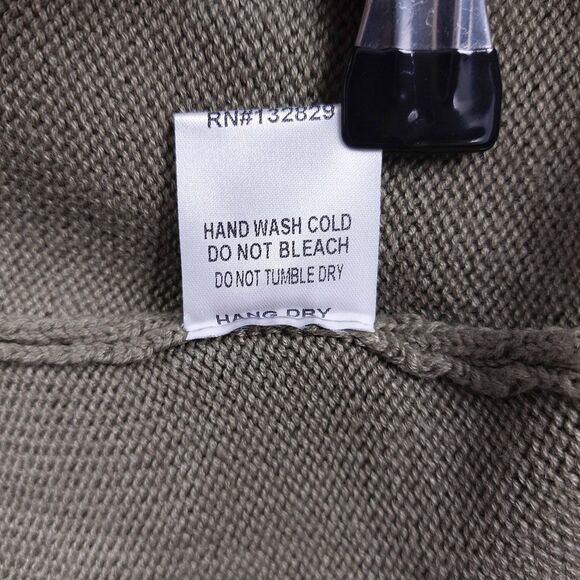 RN#132829
HAND WASH COLD
DO NOT BLEACH
DO NOT TUMBLE DRY
HANG DRY